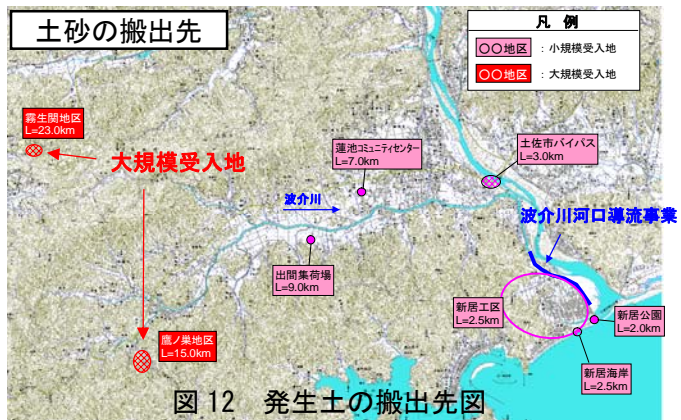 土砂の搬出先
凡 例
○○地区 ：小規模受入地
○○地区 ：大規模受入地
霧生関地区
L=23.0km
大規模受入地
蓮池コミュニティセンター
L=7.0km
土佐市バイパス
L=3.0km
波介川
波介川河口導流事業
出間集荷場
L=9.0km
新居工区
L=2.5km
新居公園
L=2.0km
鷹ノ巣地区
L=15.0km
新居海岸
L=2.5km
図 12 発生土の搬出先図